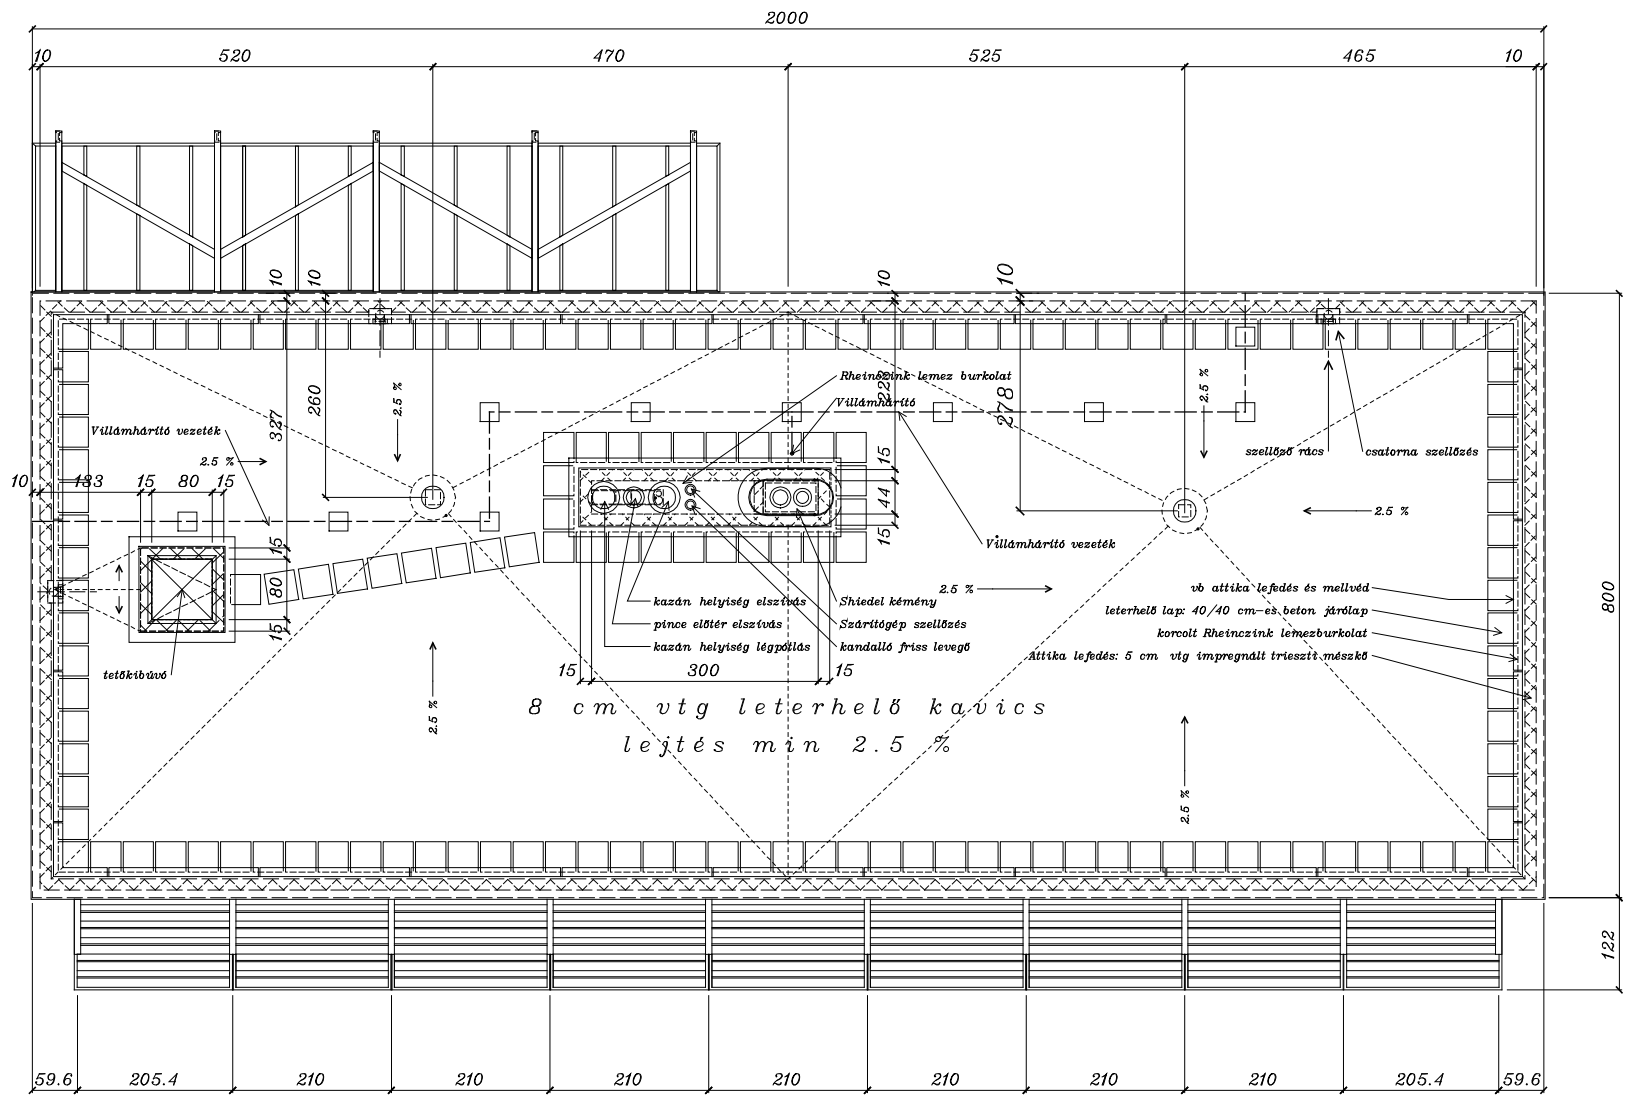 2000
10 520 470 525 465 10
10
10
10
10
260
327
278
2.5 %
2.5 %
Rheinszink lemez burkolat
Villámhárító
Villámhárító vezeték
2.5 %
szellőző rács
csatorna szellőzés
10 133 15 80 15
15
44
15
2.5 %
Villámhárító vezeték
15
80
15
2.5 %
vb attika lefedés és mellvéd
leterhelő lap: 40/40 cm-es beton járólap
korcolt Rheinczink lemezburkolat
Attika lefedés: 5 cm vtg impregnált trieszti mészkő
kazán helyiség elszívás
pince előtér elszívás
kazán helyiség légpótlás
Shiedel kémény
Szárítógép szellőzés
kandalló friss levegő
tetőkibúvó
15 300 15
2.5 %
8 cm vtg leterhelő kavics
lejtés min 2.5 %
2.5 %
800
122
59.6 205.4 210 210 210 210 210 210 210 205.4 59.6